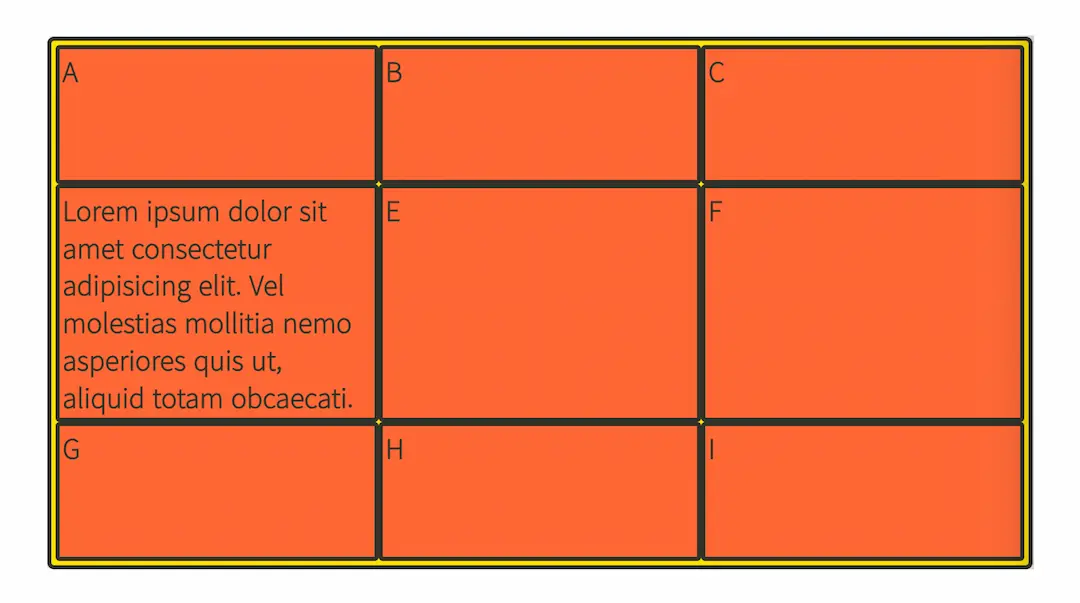 A
B
C
Lorem ipsum dolor sit
amet consectetur
adipisicing elit. Vel
molestias mollitia nemo
asperiores quis ut,
aliquid totam obcaecati.
E
F
G
H
I